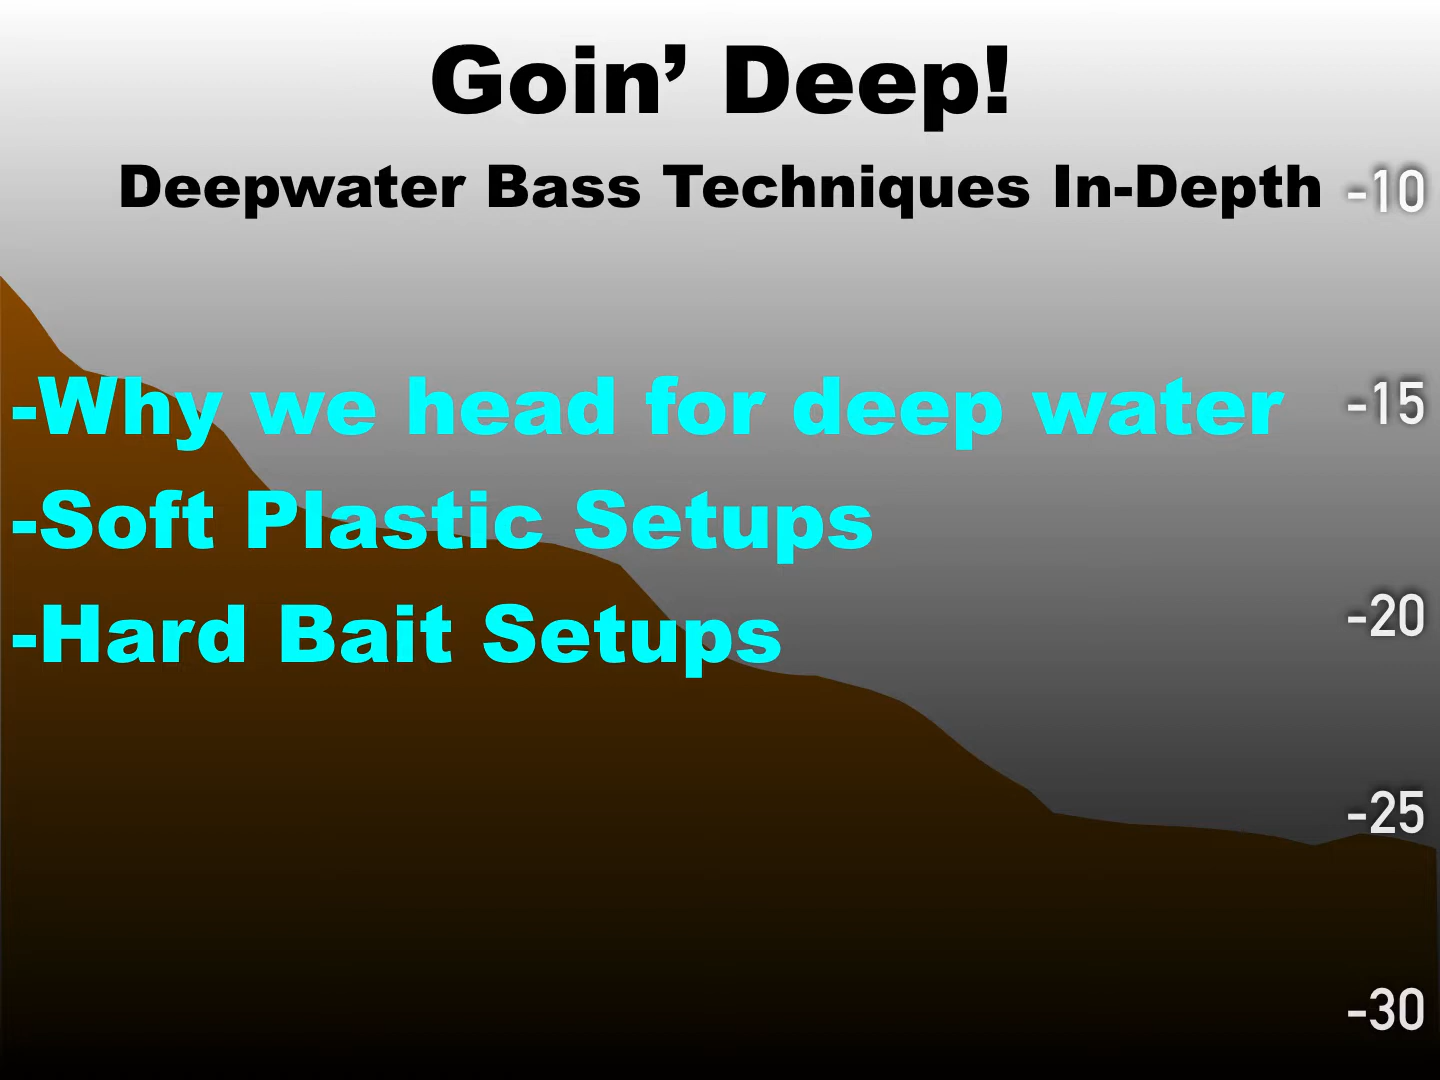 Goin’ Deep!
Deepwater Bass Techniques In-Depth
-10
-Why we head for deep water
-15
-Soft Plastic Setups
-20
-Hard Bait Setups
-25
-30